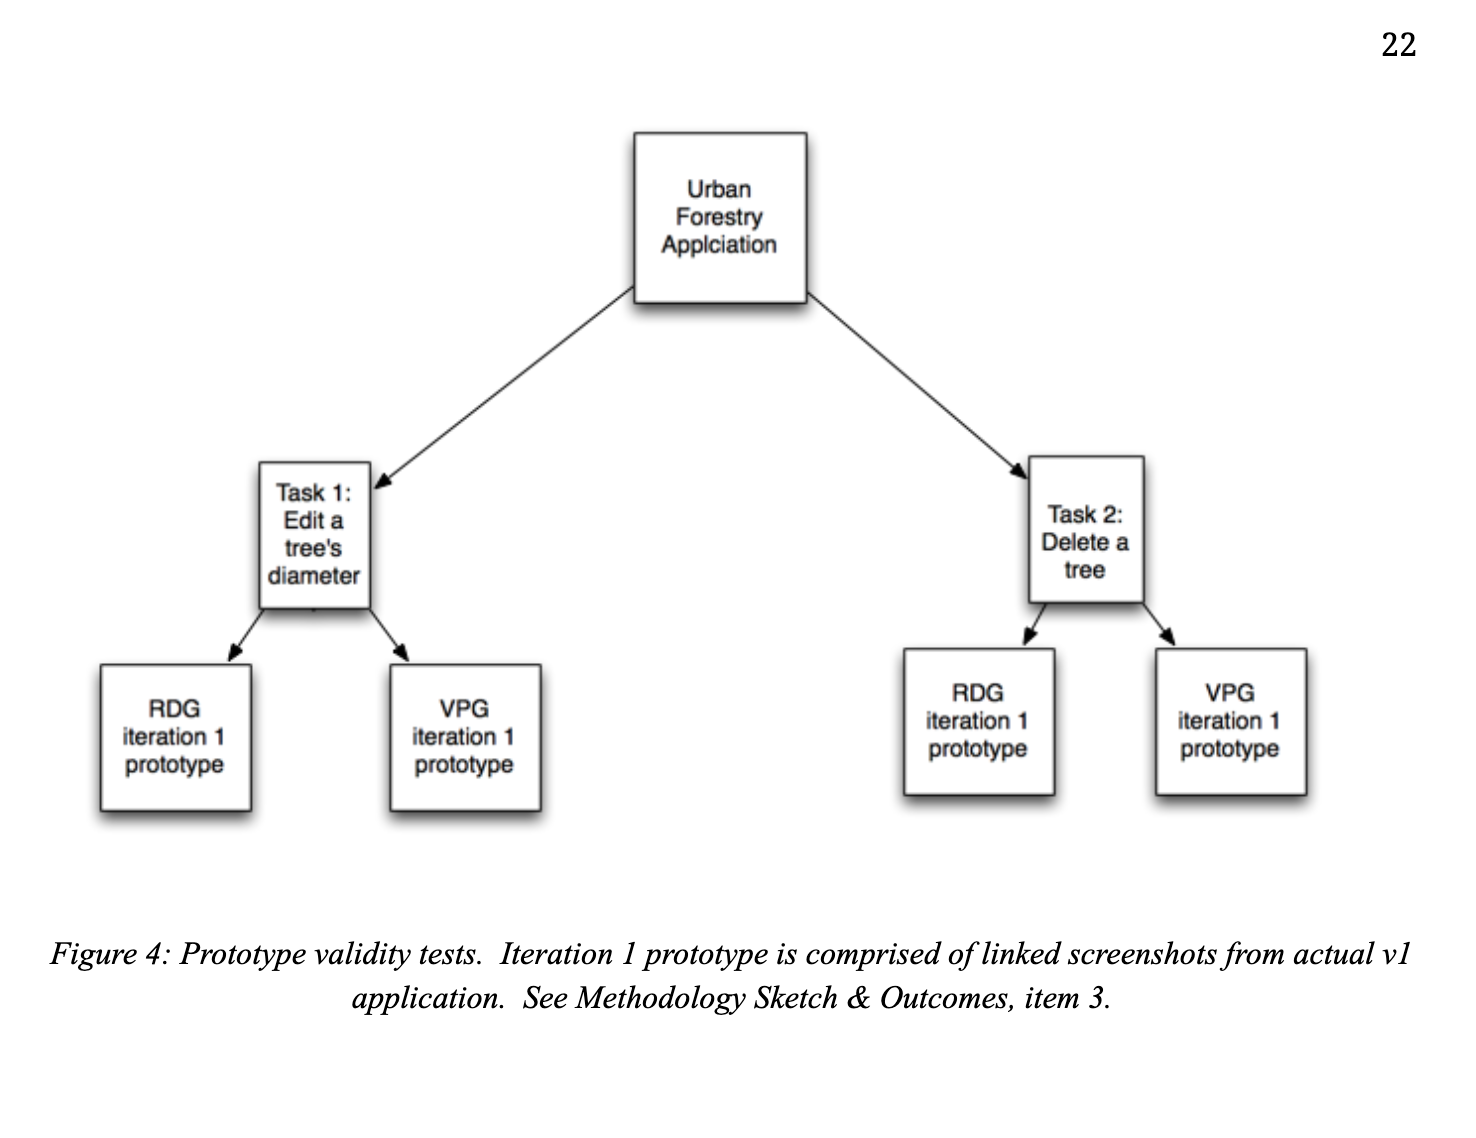 22
Urban
Forestry
Applciation
Task 1:
Edit a
tree's
diameter
Task 2:
Delete a
tree
RDG
iteration 1
prototype
VPG
iteration 1
prototype
RDG
iteration 1
prototype
VPG
iteration 1
prototype
Figure 4: Prototype validity tests.  Iteration 1 prototype is comprised of linked screenshots from actual v1
application.  See Methodology Sketch & Outcomes, item 3.